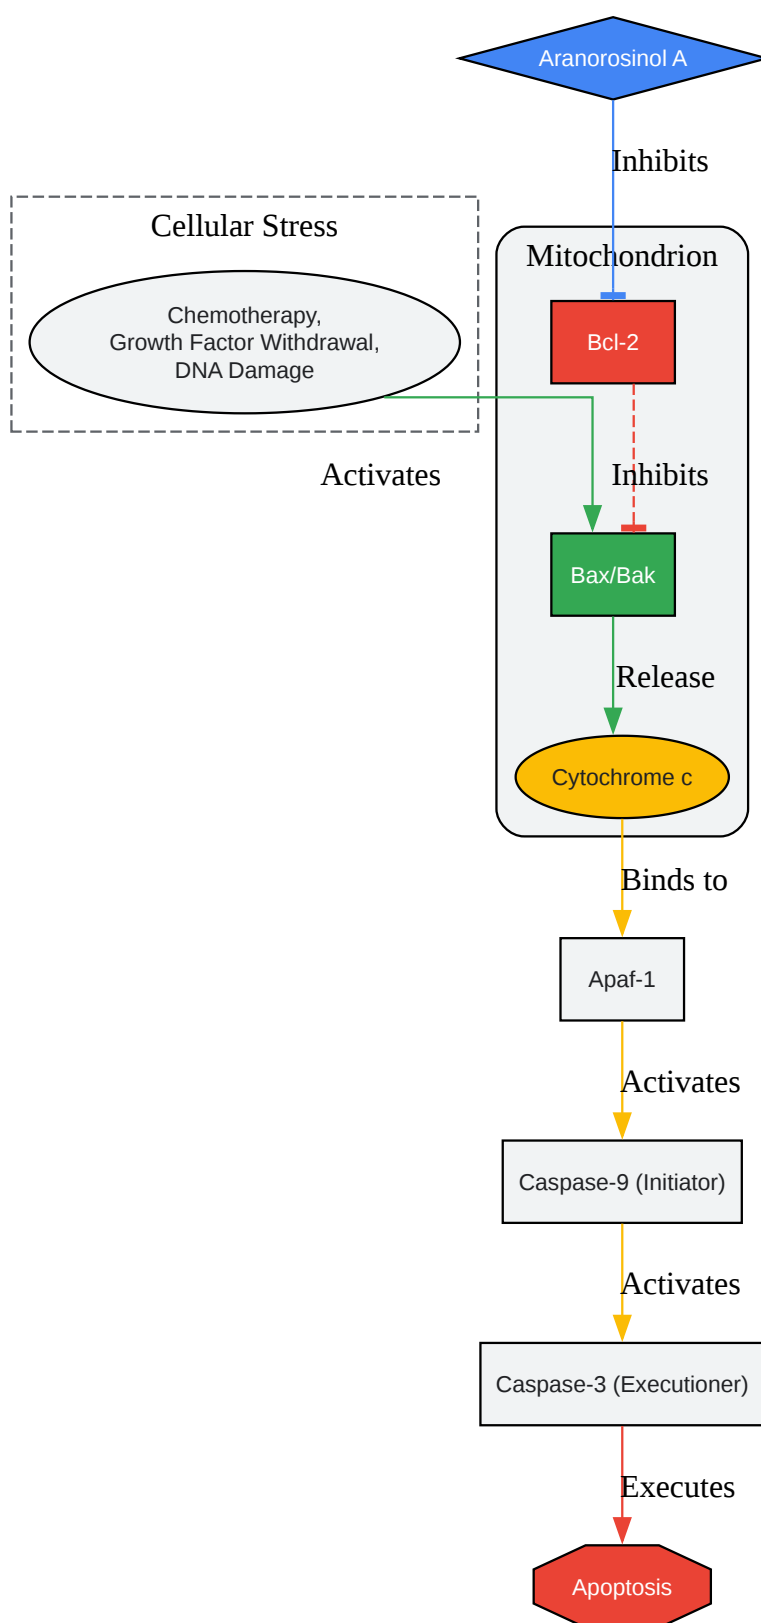 Aranorosinol A
Inhibits
Cellular Stress
Chemotherapy,
Growth Factor Withdrawal,
DNA Damage
Mitochondrion
Bcl-2
Activates
Inhibits
Bax/Bak
Release
Cytochrome c
Binds to
Apaf-1
Activates
Caspase-9 (Initiator)
Activates
Caspase-3 (Executioner)
Executes
Apoptosis